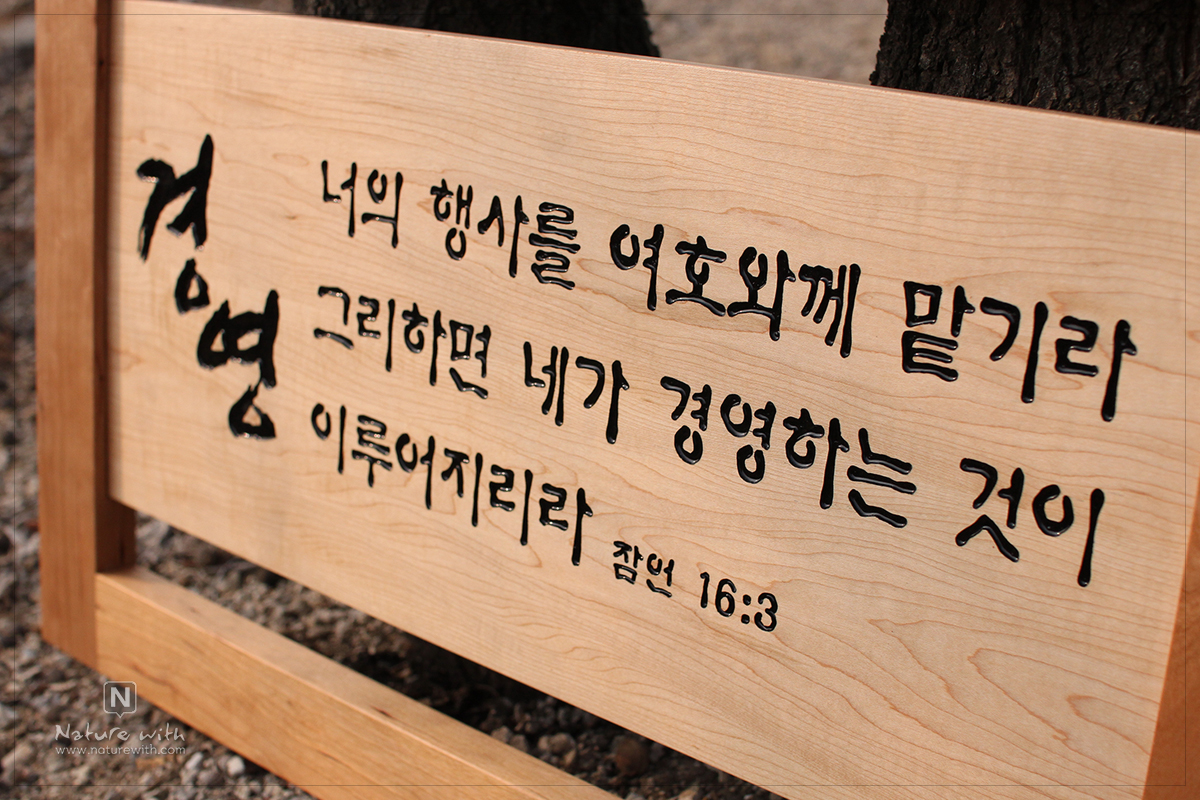 경영
너의 행사를 여호와께 맡기라
그리하면 네가 경영하는 것이
이루어지리라
잠언 16:3
N
Nature with
www.naturewith.com